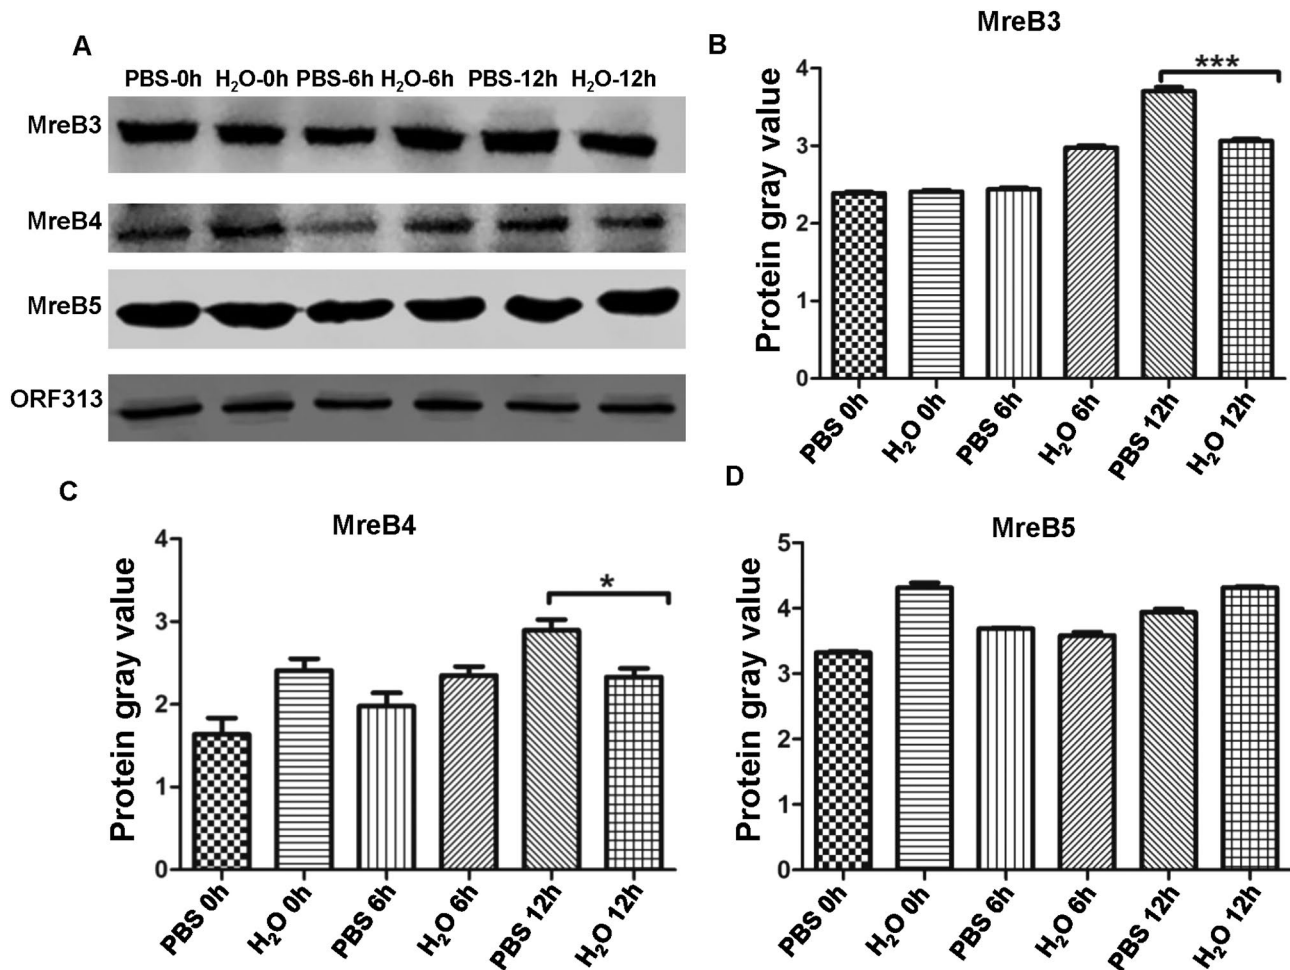 A
PBS-0h H₂O-0h PBS-6h H₂O-6h PBS-12h H₂O-12h
MreB3
MreB4
MreB5
ORF313
B
MreB3
Protein gray value
4
3
2
1
0
***
PBS 0h
H₂O 0h
PBS 6h
H₂O 6h
PBS 12h
H₂O 12h
C
MreB4
Protein gray value
4
3
2
1
0
*
PBS 0h
H₂O 0h
PBS 6h
H₂O 6h
PBS 12h
H₂O 12h
D
MreB5
Protein gray value
5
4
3
2
1
0
PBS 0h
H₂O 0h
PBS 6h
H₂O 6h
PBS 12h
H₂O 12h